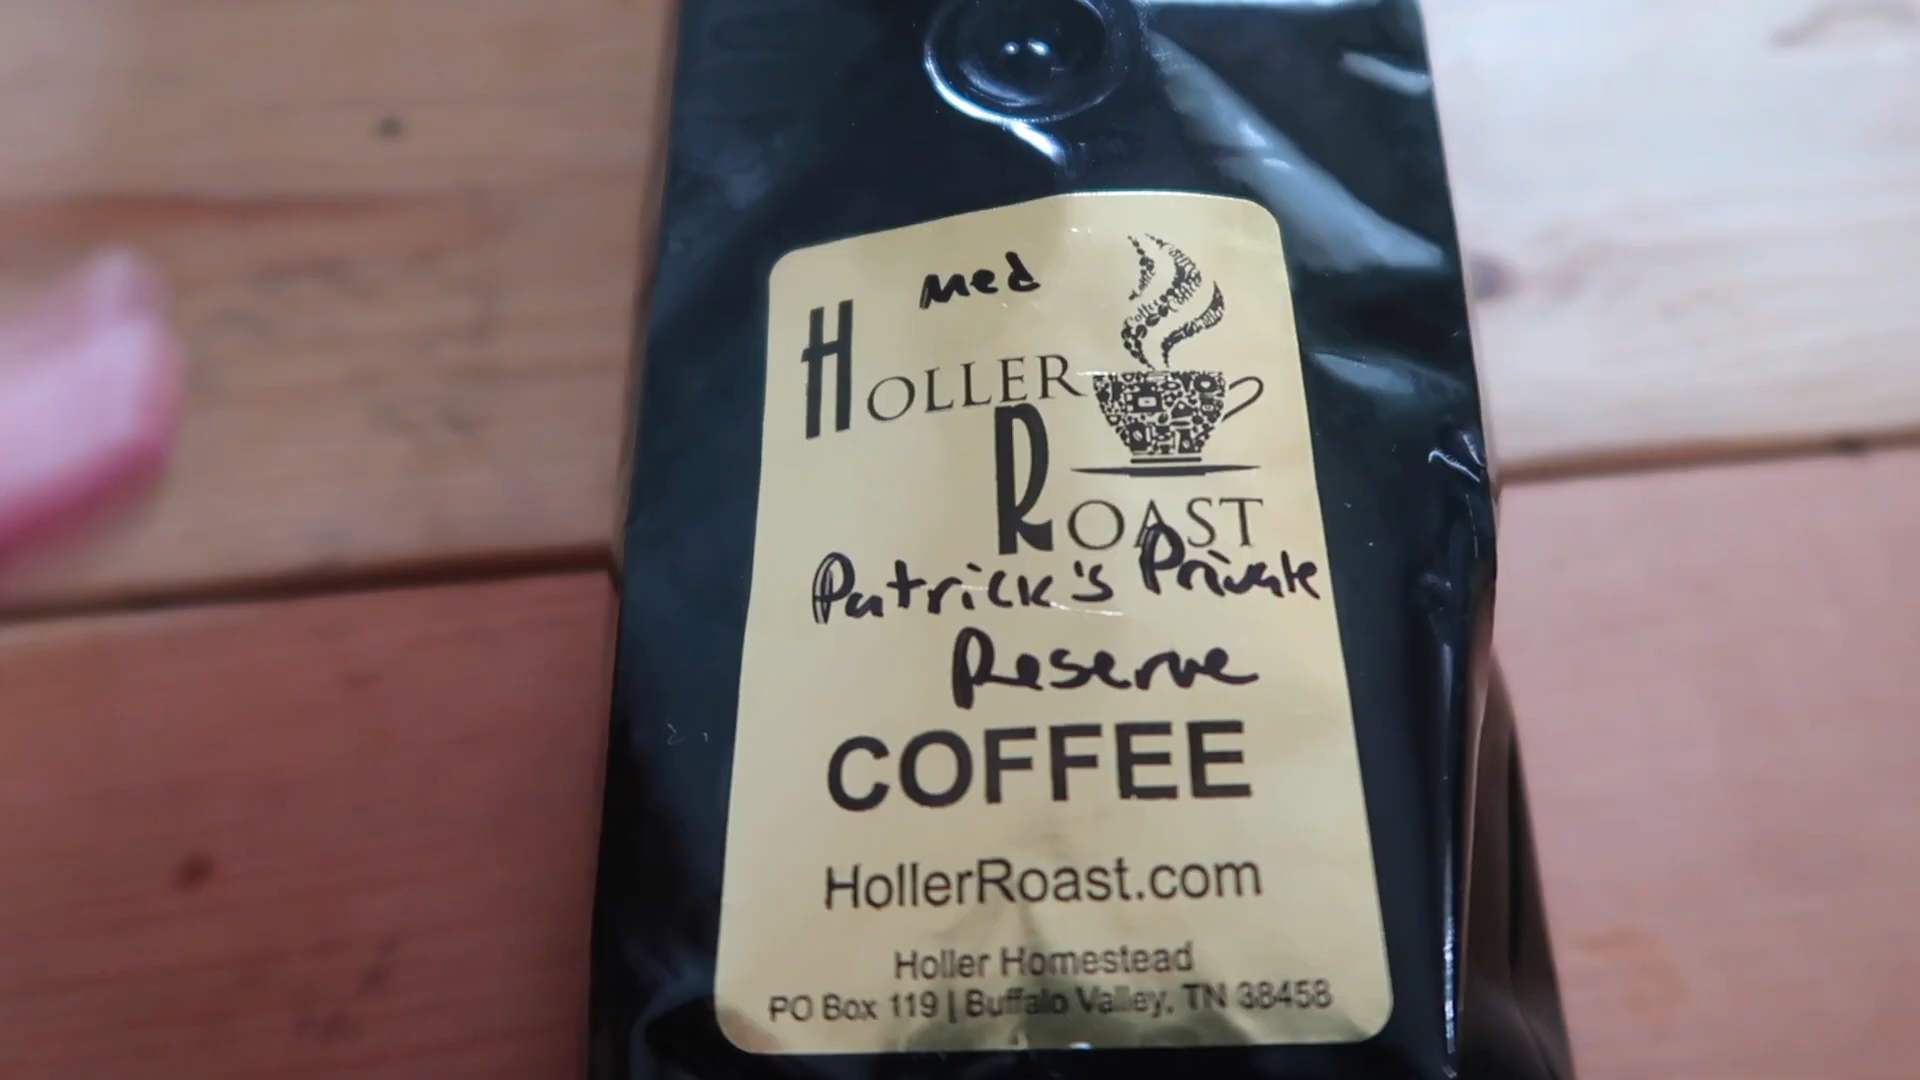 med
HOLLER
ROAST
Patrick's Private
Reserve
COFFEE
HollerRoast.com
Holler Homestead
PO Box 119 | Buffalo Valley, TN 38458